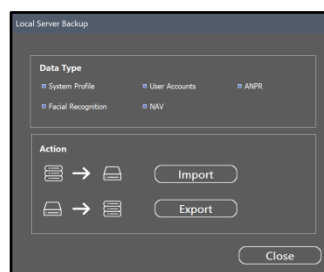 Local Server Backup
Data Type
System Profile User Accounts ANPR
Facial Recognition NAV
Action
Import
Export
Close